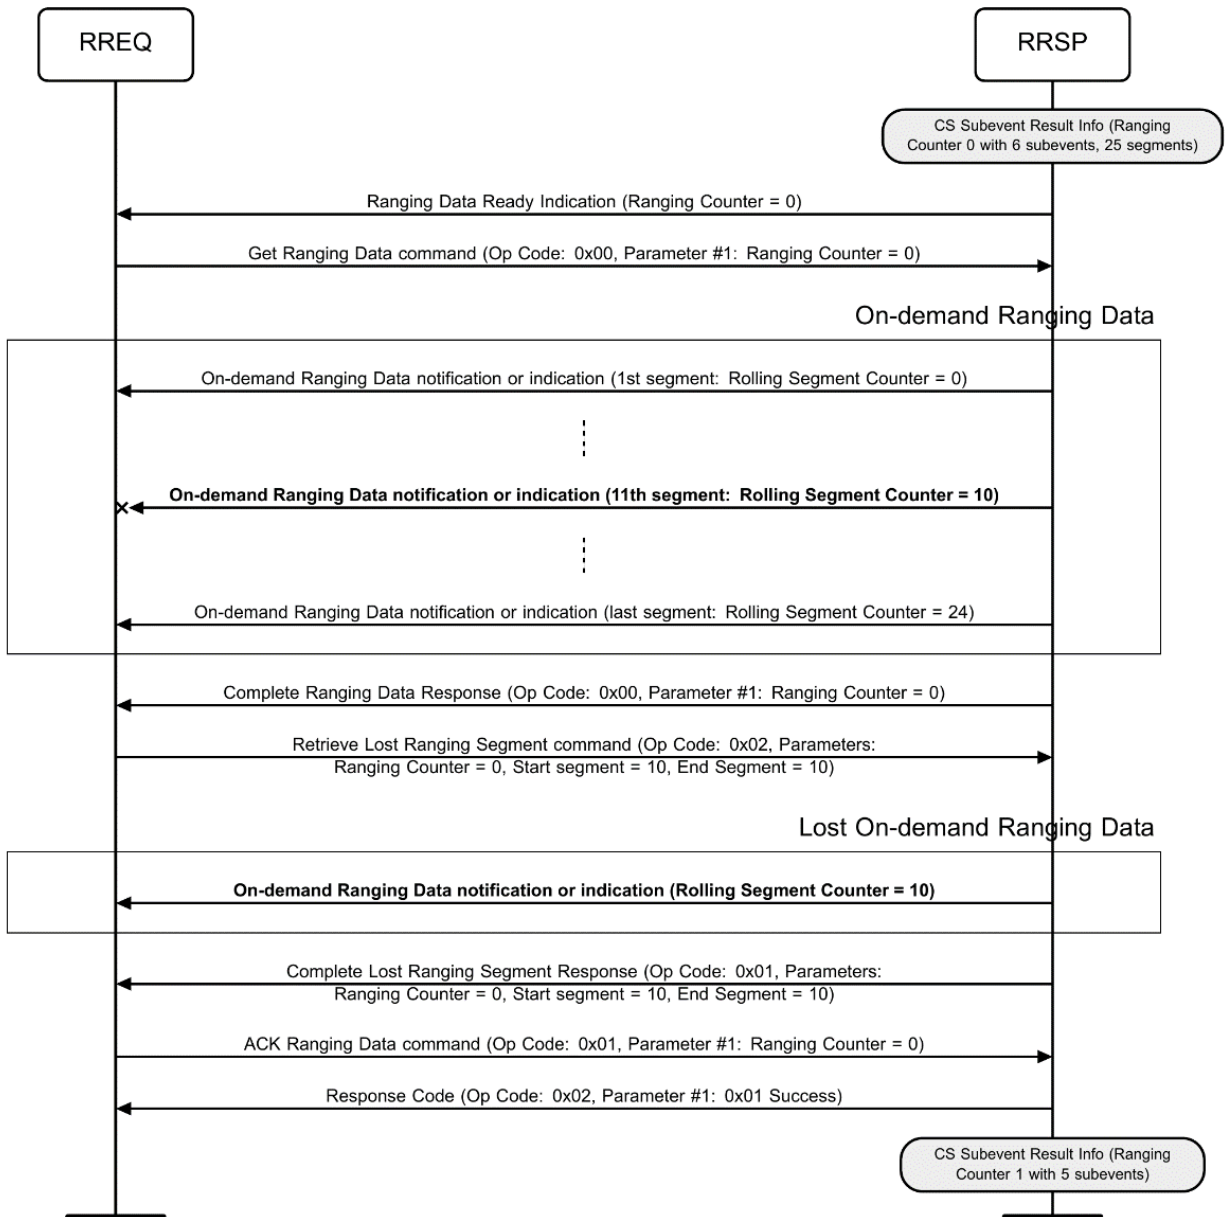 RREQ
RRSP
CS Subevent Result Info (Ranging
Counter 0 with 6 subevents, 25 segments)
Ranging Data Ready Indication (Ranging Counter = 0)
Get Ranging Data command (Op Code: 0x00, Parameter #1: Ranging Counter = 0)
On-demand Ranging Data
On-demand Ranging Data notification or indication (1st segment: Rolling Segment Counter = 0)
On-demand Ranging Data notification or indication (11th segment: Rolling Segment Counter = 10)
On-demand Ranging Data notification or indication (last segment: Rolling Segment Counter = 24)
Complete Ranging Data Response (Op Code: 0x00, Parameter #1: Ranging Counter = 0)
Retrieve Lost Ranging Segment command (Op Code: 0x02, Parameters:
Ranging Counter = 0, Start segment = 10, End Segment = 10)
Lost On-demand Ranging Data
On-demand Ranging Data notification or indication (Rolling Segment Counter = 10)
Complete Lost Ranging Segment Response (Op Code: 0x01, Parameters:
Ranging Counter = 0, Start segment = 10, End Segment = 10)
ACK Ranging Data command (Op Code: 0x01, Parameter #1: Ranging Counter = 0)
Response Code (Op Code: 0x02, Parameter #1: 0x01 Success)
CS Subevent Result Info (Ranging
Counter 1 with 5 subevents)